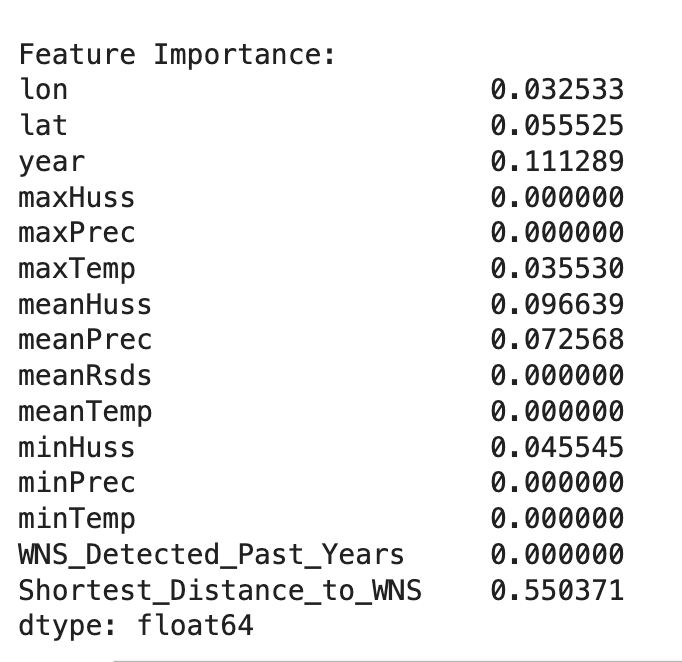 Feature Importance:
lon 0.032533
lat 0.055525
year 0.111289
maxHuss 0.000000
maxPrec 0.000000
maxTemp 0.035530
meanHuss 0.096639
meanPrec 0.072568
meanRsds 0.000000
meanTemp 0.000000
minHuss 0.045545
minPrec 0.000000
minTemp 0.000000
WNS_Detected_Past_Years 0.000000
Shortest_Distance_to_WNS 0.550371
dtype: float64